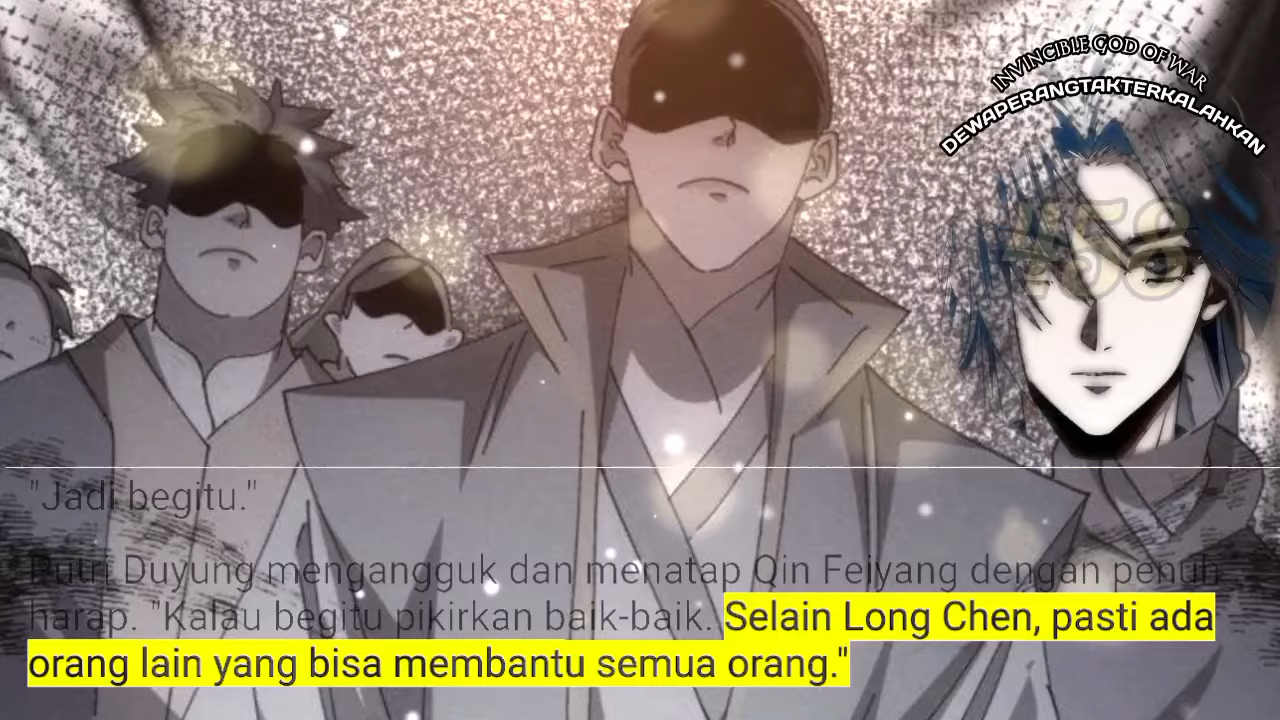 INVINCIBLE GOD OF WAR
DEWAPERANGTAKTERKALAHKAN
"Jadi begitu."
Putri Duyung mengangguk dan menatap Qin Feiyang dengan penuh
harap. "Kalau begitu pikirkan baik-baik. Selain Long Chen, pasti ada
orang lain yang bisa membantu semua orang."